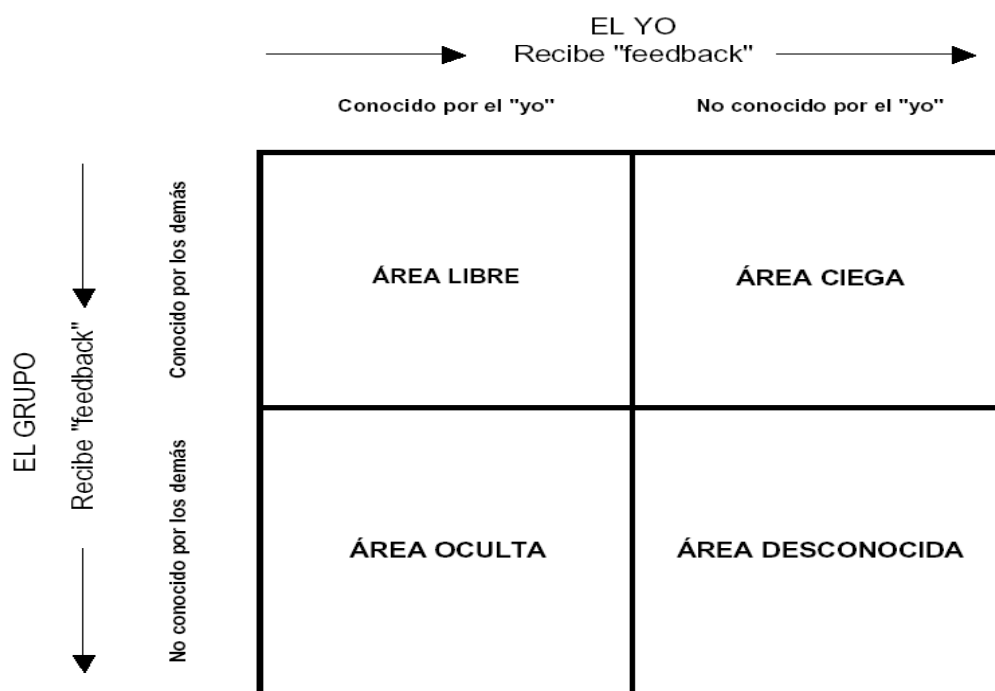 EL YO
Recibe "feedback"
Conocido por el "yo"
No conocido por el "yo"
EL GRUPO
Recibe "feedback"
Conocido por los demás
ÁREA LIBRE
ÁREA CIEGA
No conocido por los demás
ÁREA OCULTA
ÁREA DESCONOCIDA